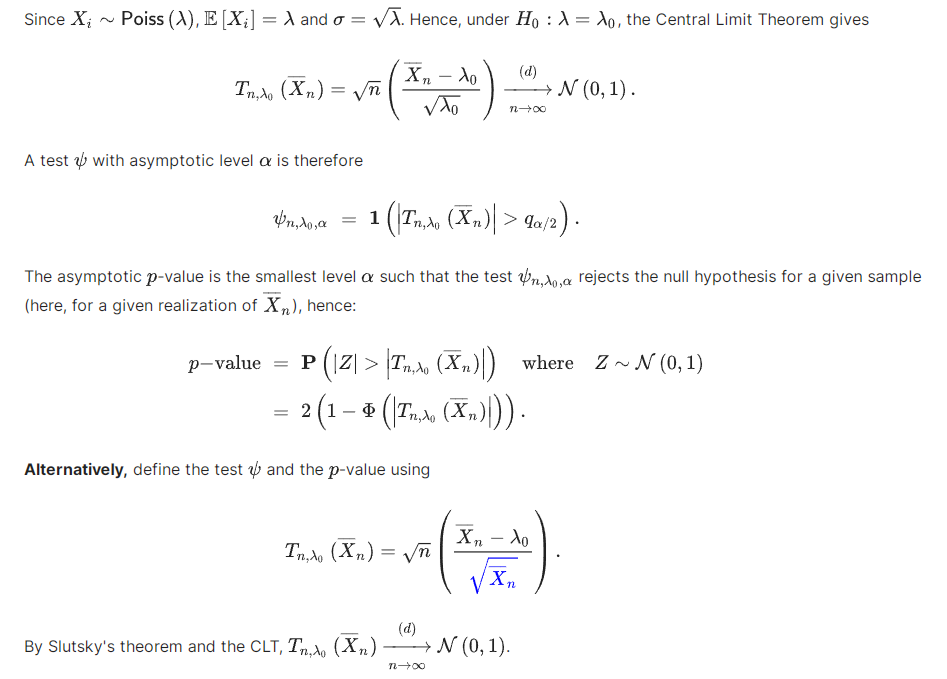 Since $X_i \sim \text{Poiss}(\lambda)$, $\mathbb{E}[X_i] = \lambda$ and $\sigma = \sqrt{\lambda}$. Hence, under $H_0 : \lambda = \lambda_0$, the Central Limit Theorem gives
$T_{n,\lambda_0}(\overline{X}_n) = \sqrt{n}\left(\frac{\overline{X}_n - \lambda_0}{\sqrt{\lambda_0}}\right) \xrightarrow[n\to\infty]{(d)} \mathcal{N}(0,1).$
A test $\psi$ with asymptotic level $\alpha$ is therefore
$\psi_{n,\lambda_0,\alpha} = \mathbf{1}\left(\left|T_{n,\lambda_0}(\overline{X}_n)\right| > q_{\alpha/2}\right).$
The asymptotic $p$-value is the smallest level $\alpha$ such that the test $\psi_{n,\lambda_0,\alpha}$ rejects the null hypothesis for a given sample
(here, for a given realization of $\overline{X}_n$), hence:
$p\text{−value} = \mathbf{P}\left(|Z| > \left|T_{n,\lambda_0}(\overline{X}_n)\right|\right) \quad \text{where} \quad Z \sim \mathcal{N}(0,1)$
$= 2\left(1 - \Phi\left(\left|T_{n,\lambda_0}(\overline{X}_n)\right|\right)\right).$
Alternatively, define the test $\psi$ and the $p$-value using
$T_{n,\lambda_0}(\overline{X}_n) = \sqrt{n}\left(\frac{\overline{X}_n - \lambda_0}{\sqrt{\overline{X}_n}}\right).$
By Slutsky's theorem and the CLT, $T_{n,\lambda_0}(\overline{X}_n) \xrightarrow[n\to\infty]{(d)} \mathcal{N}(0,1).$